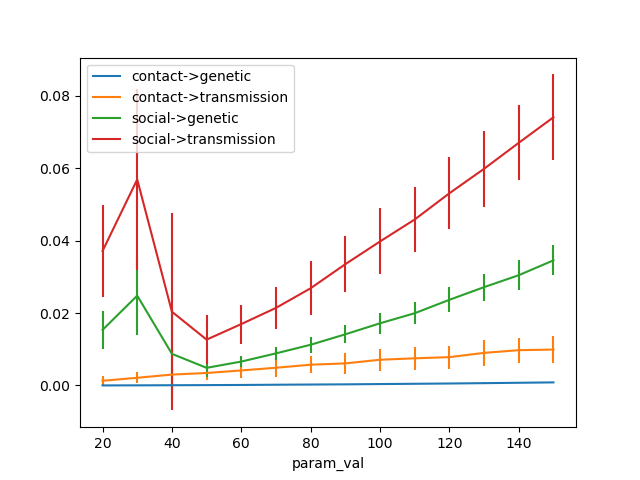 contact->genetic
contact->transmission
social->genetic
social->transmission
0.08
0.06
0.04
0.02
0.00
20 40 60 80 100 120 140
param_val